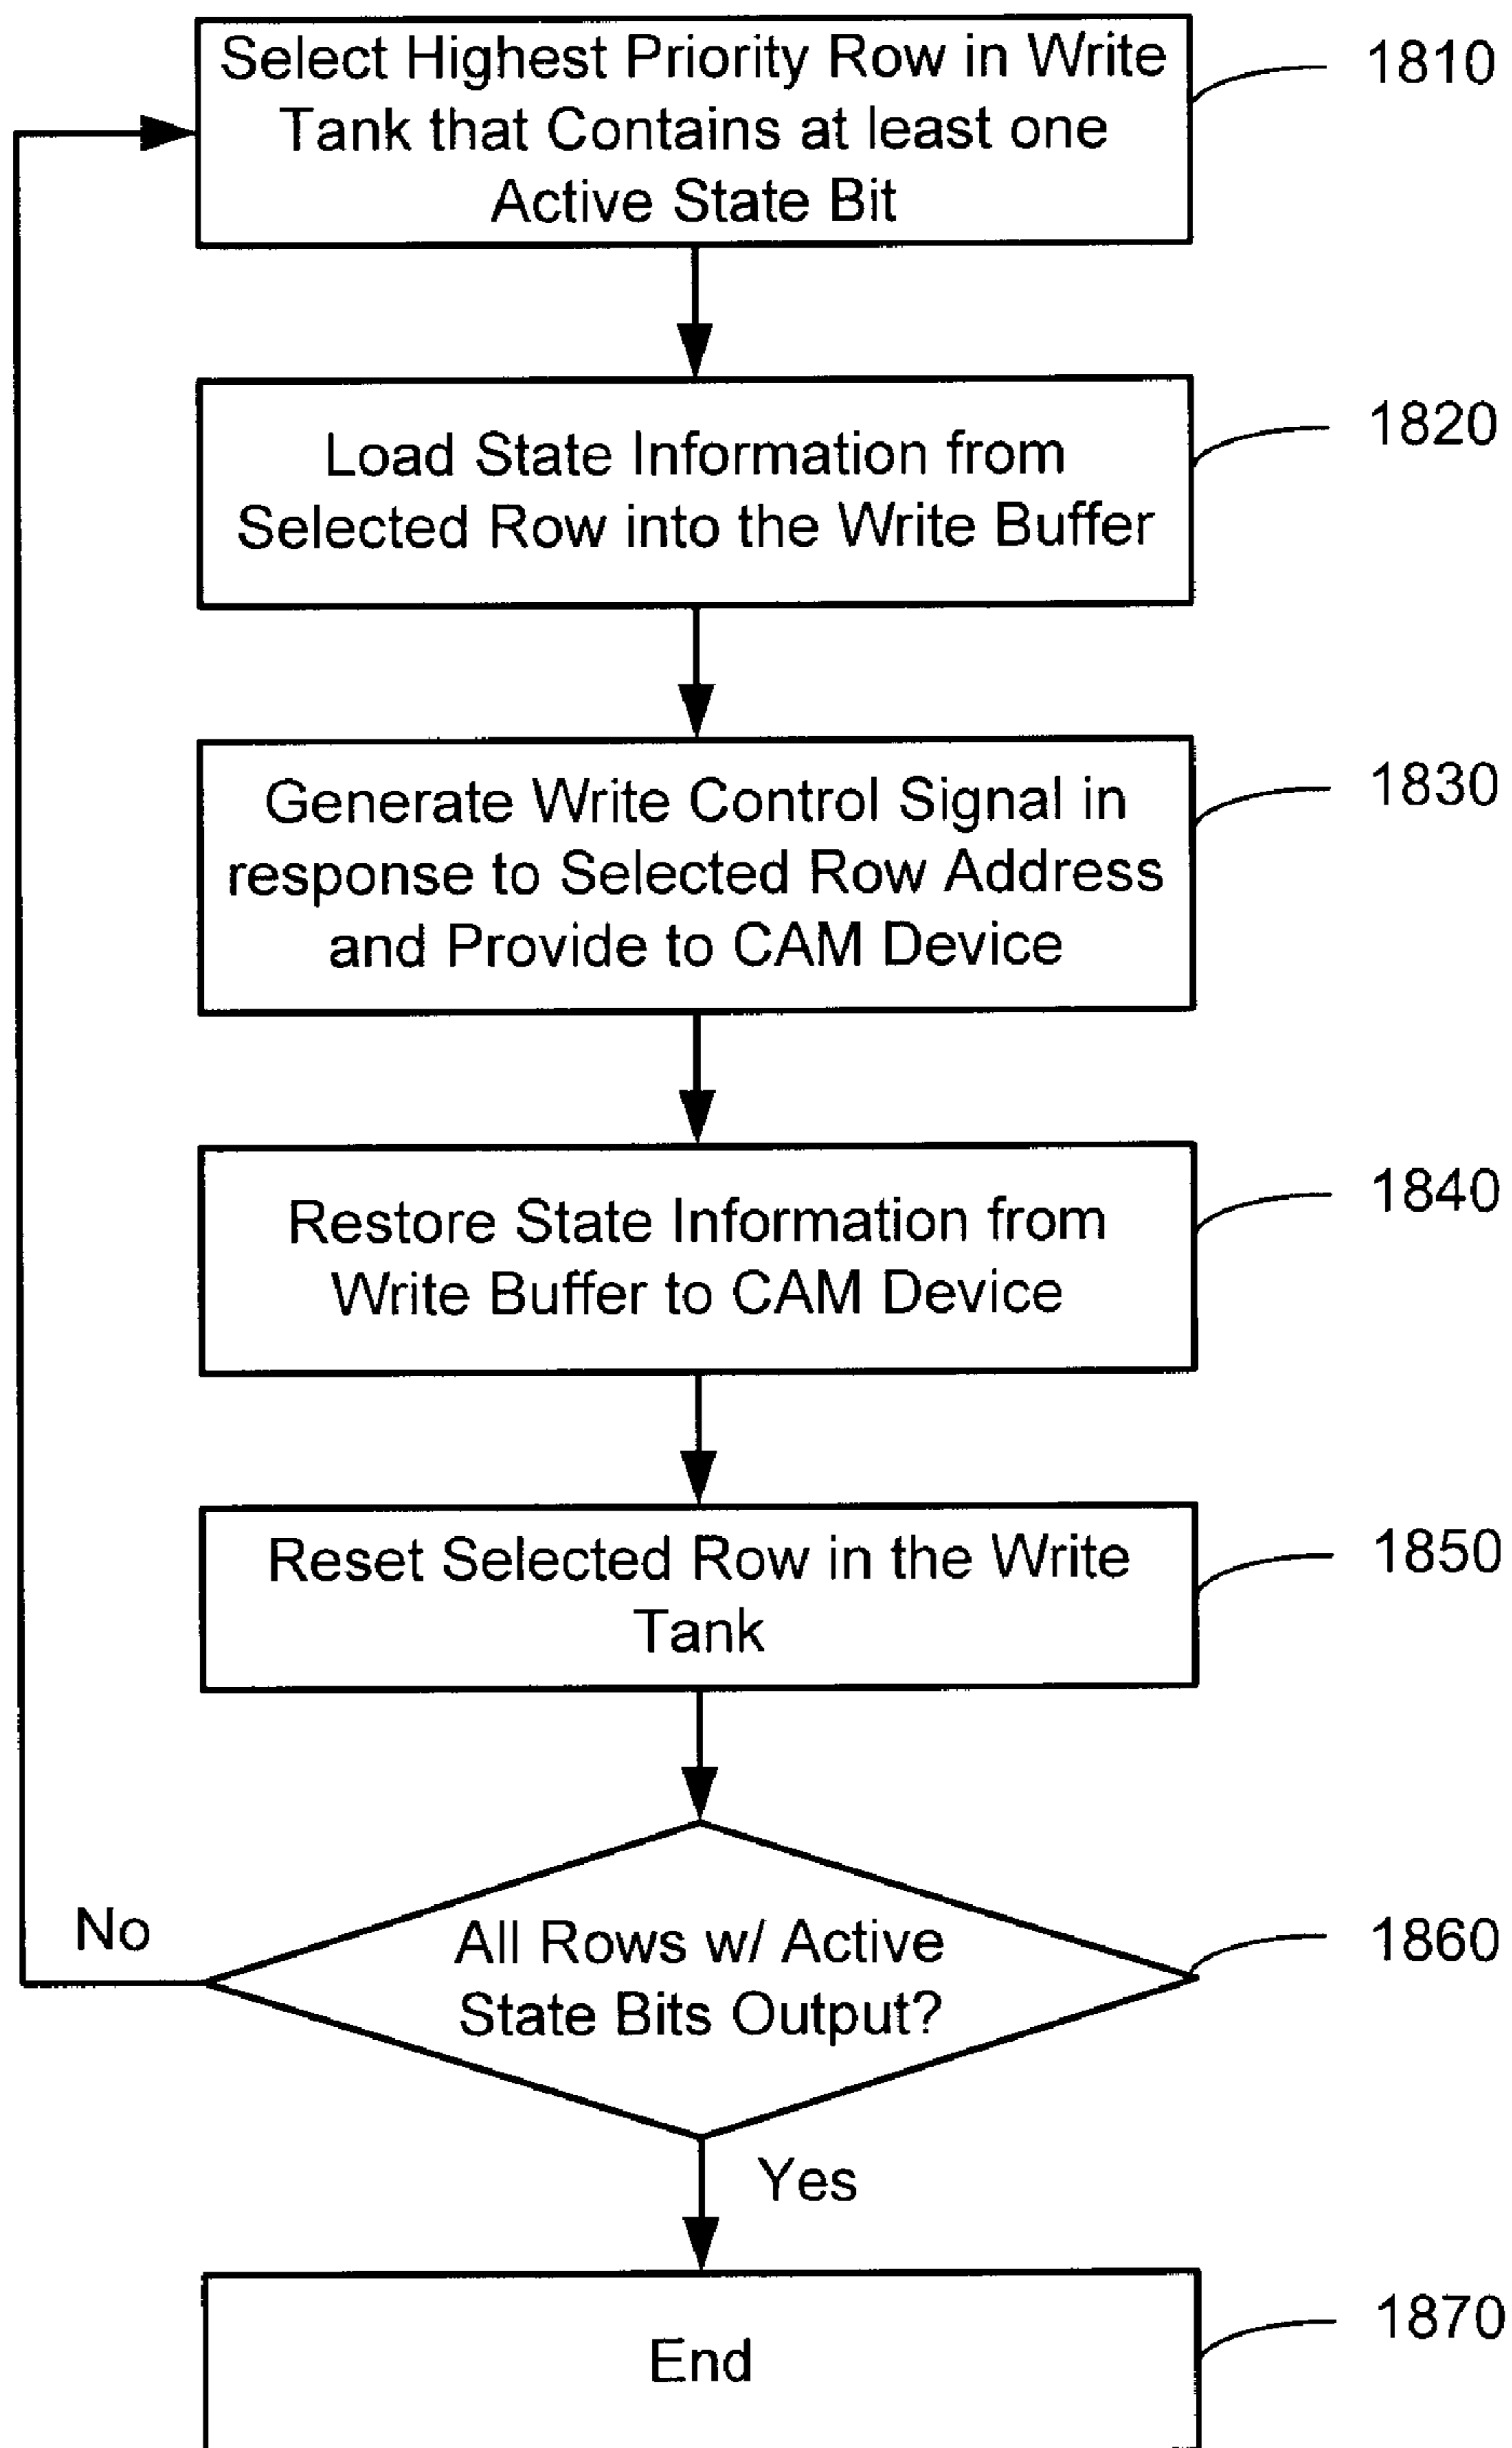 Select Highest Priority Row in Write
Tank that Contains at least one
Active State Bit
1810
Load State Information from
Selected Row into the Write Buffer
1820
Generate Write Control Signal in
response to Selected Row Address
and Provide to CAM Device
1830
Restore State Information from
Write Buffer to CAM Device
1840
Reset Selected Row in the Write
Tank
1850
No
All Rows w/ Active
State Bits Output?
1860
Yes
End
1870